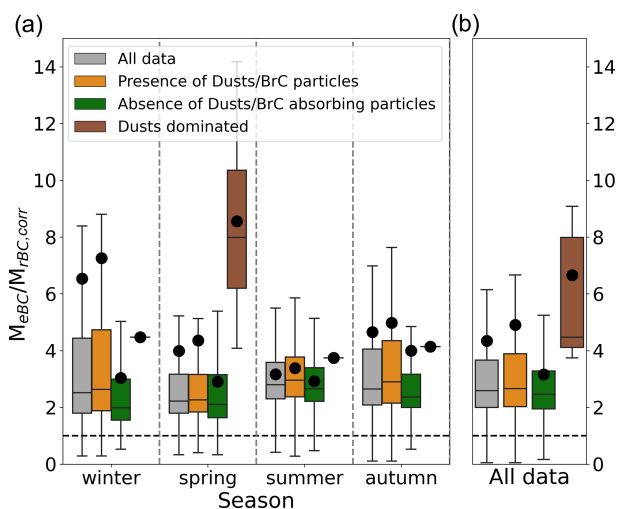 (a)
(b)
All data
Presence of Dusts/BrC particles
Absence of Dusts/BrC absorbing particles
Dusts dominated
M_{eBC}/M_{rBC,corr}
14
12
10
8
6
4
2
0
14
12
10
8
6
4
2
0
winter spring summer autumn
Season
All data